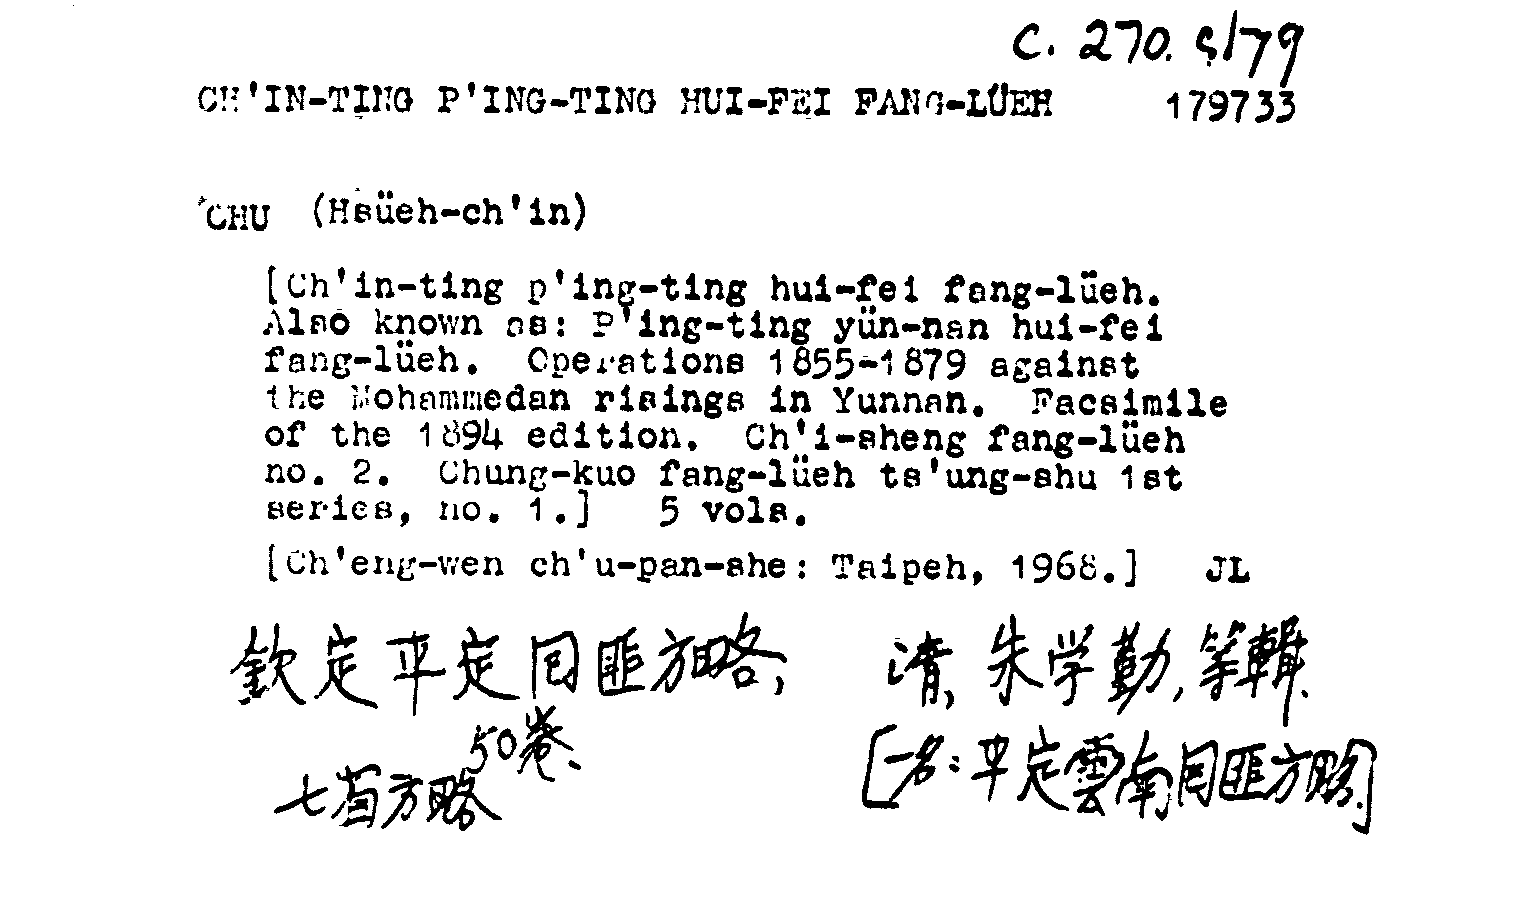 C. 270. s/79
CH'IN-TING P'ING-TING HUI-FEI FANG-LÜEH 179733
CHU (Hsüeh-ch'in)
[Ch'in-ting p'ing-ting hui-fei fang-lüeh.
Also known as: P'ing-ting yün-nan hui-fei
fang-lüeh. Operations 1855-1879 against
the Mohammedan risings in Yunnan. Facsimile
of the 1894 edition. Ch'i-sheng fang-lüeh
no. 2. Chung-kuo fang-lüeh ts'ung-shu 1st
series, no. 1.] 5 vols.
[Ch'eng-wen ch'u-pan-she: Taipeh, 1968.] JL
欽定平定回匪方略, 清, 朱学勤, 等輯.
50卷.
七省方略 [一名: 平定雲南回匪方略.]